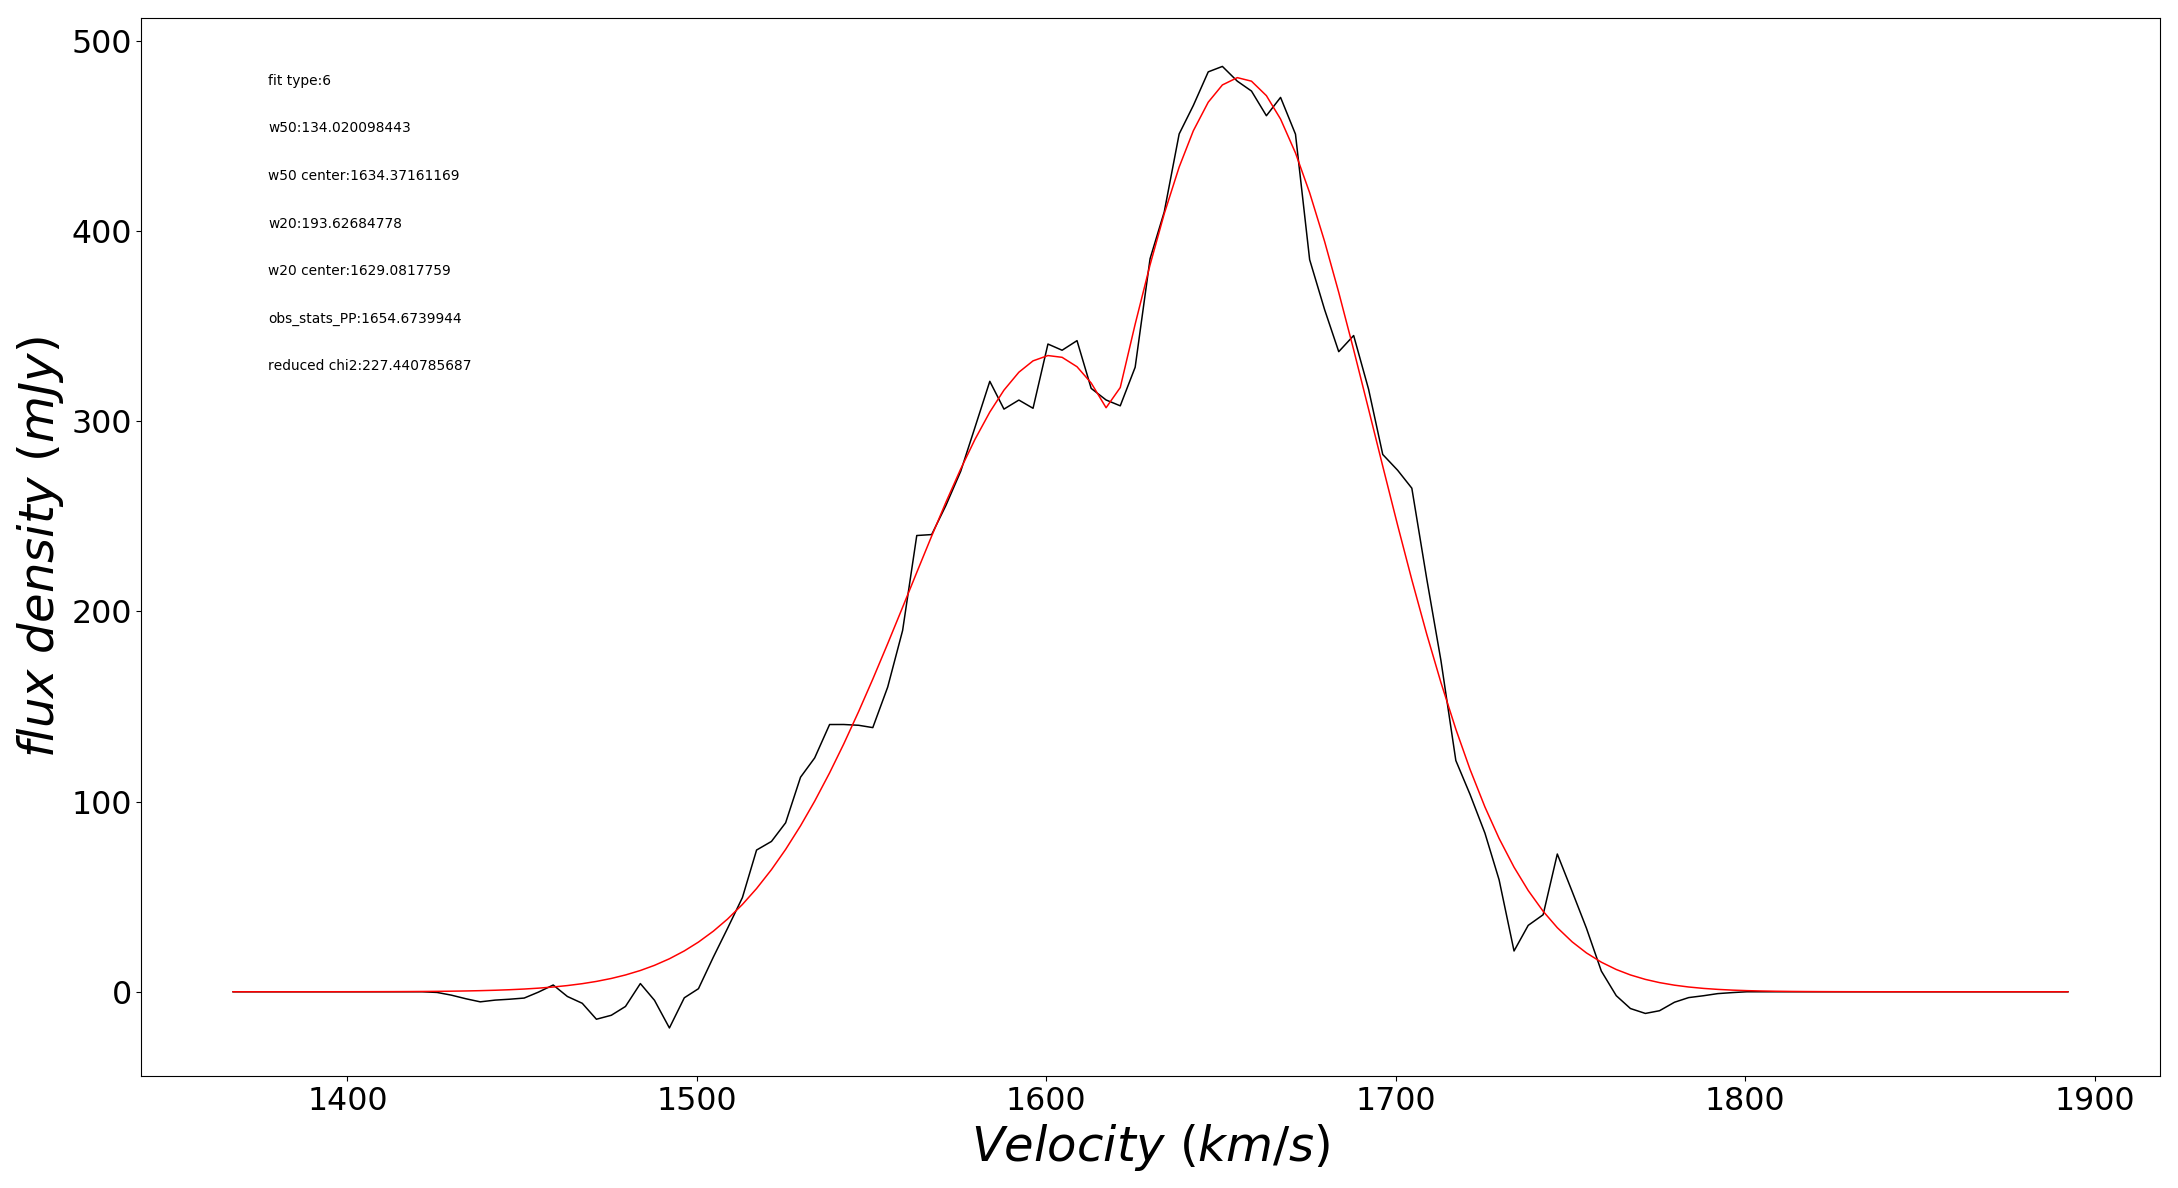 500
400
300
200
100
0
flux density (mJy)
fit type:6
w50:134.020098443
w50 center:1634.37161169
w20:193.62684778
w20 center:1629.0817759
obs_stats_PP:1654.6739944
reduced chi2:227.440785687
1400 1500 1600 1700 1800 1900
Velocity (km/s)